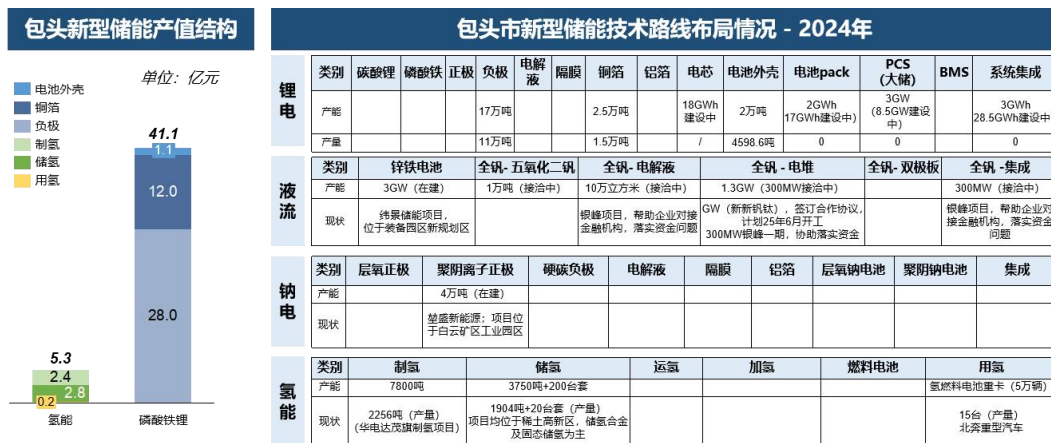 包头新型储能产值结构
单位：亿元
电池外壳
铜箔
负极
制氢
储氢
用氢
41.1
1.1
12.0
28.0
5.3
2.4
2.8
0.2
氢能
磷酸铁锂
包头市新型储能技术路线布局情况 - 2024年
锂电
类别 碳酸锂 磷酸铁 正极 负极 电解液 隔膜 铜箔 铝箔 电芯 电池外壳 电池pack PCS（大储） BMS 系统集成
产能 17万吨 2.5万吨 18GWh建设中 2万吨 2GWh 17GWh建设中） 3GW（8.5GW建设中） 3GWh 28.5GWh建设中）
产量 11万吨 1.5万吨 / 4598.6吨 0 0 0
液流
类别 锌铁电池 全钒- 五氧化二钒 全钒 - 电解液 全钒 - 电堆 全钒 - 双极板 全钒 -集成
产能 3GW（在建） 1万吨（接洽中） 10万立方米（接洽中） 1.3GW（300MW接洽中） 300MW（接洽中）
现状
纬景储能项目，
位于装备园区新规划区
银峰项目，帮助企业对接
金融机构，落实资金问题
GW（新新钒钛），签订合作协议，
计划25年6月开工
300MW银峰一期，协助落实资金
银峰项目，帮助企业对
接金融机构，落实资金
问题
钠电
类别 层氧正极 聚阴离子正极 硬碳负极 电解液 隔膜 铝箔 层氧钠电池 聚阴钠电池 集成
产能 4万吨（在建）
现状
堃盛新能源；项目位
于白云矿区工业园区
氢能
类别 制氢 储氢 运氢 加氢 燃料电池 用氢
产能 7800吨 3750吨+200台套 氢燃料电池重卡（5万辆）
现状
2256吨（产量）
(华电达茂旗制氢项目)
1904吨+20台套（产量）
项目均位于稀土高新区，储氢合金
及固态储氢为主
15台（产量）
北奔重型汽车